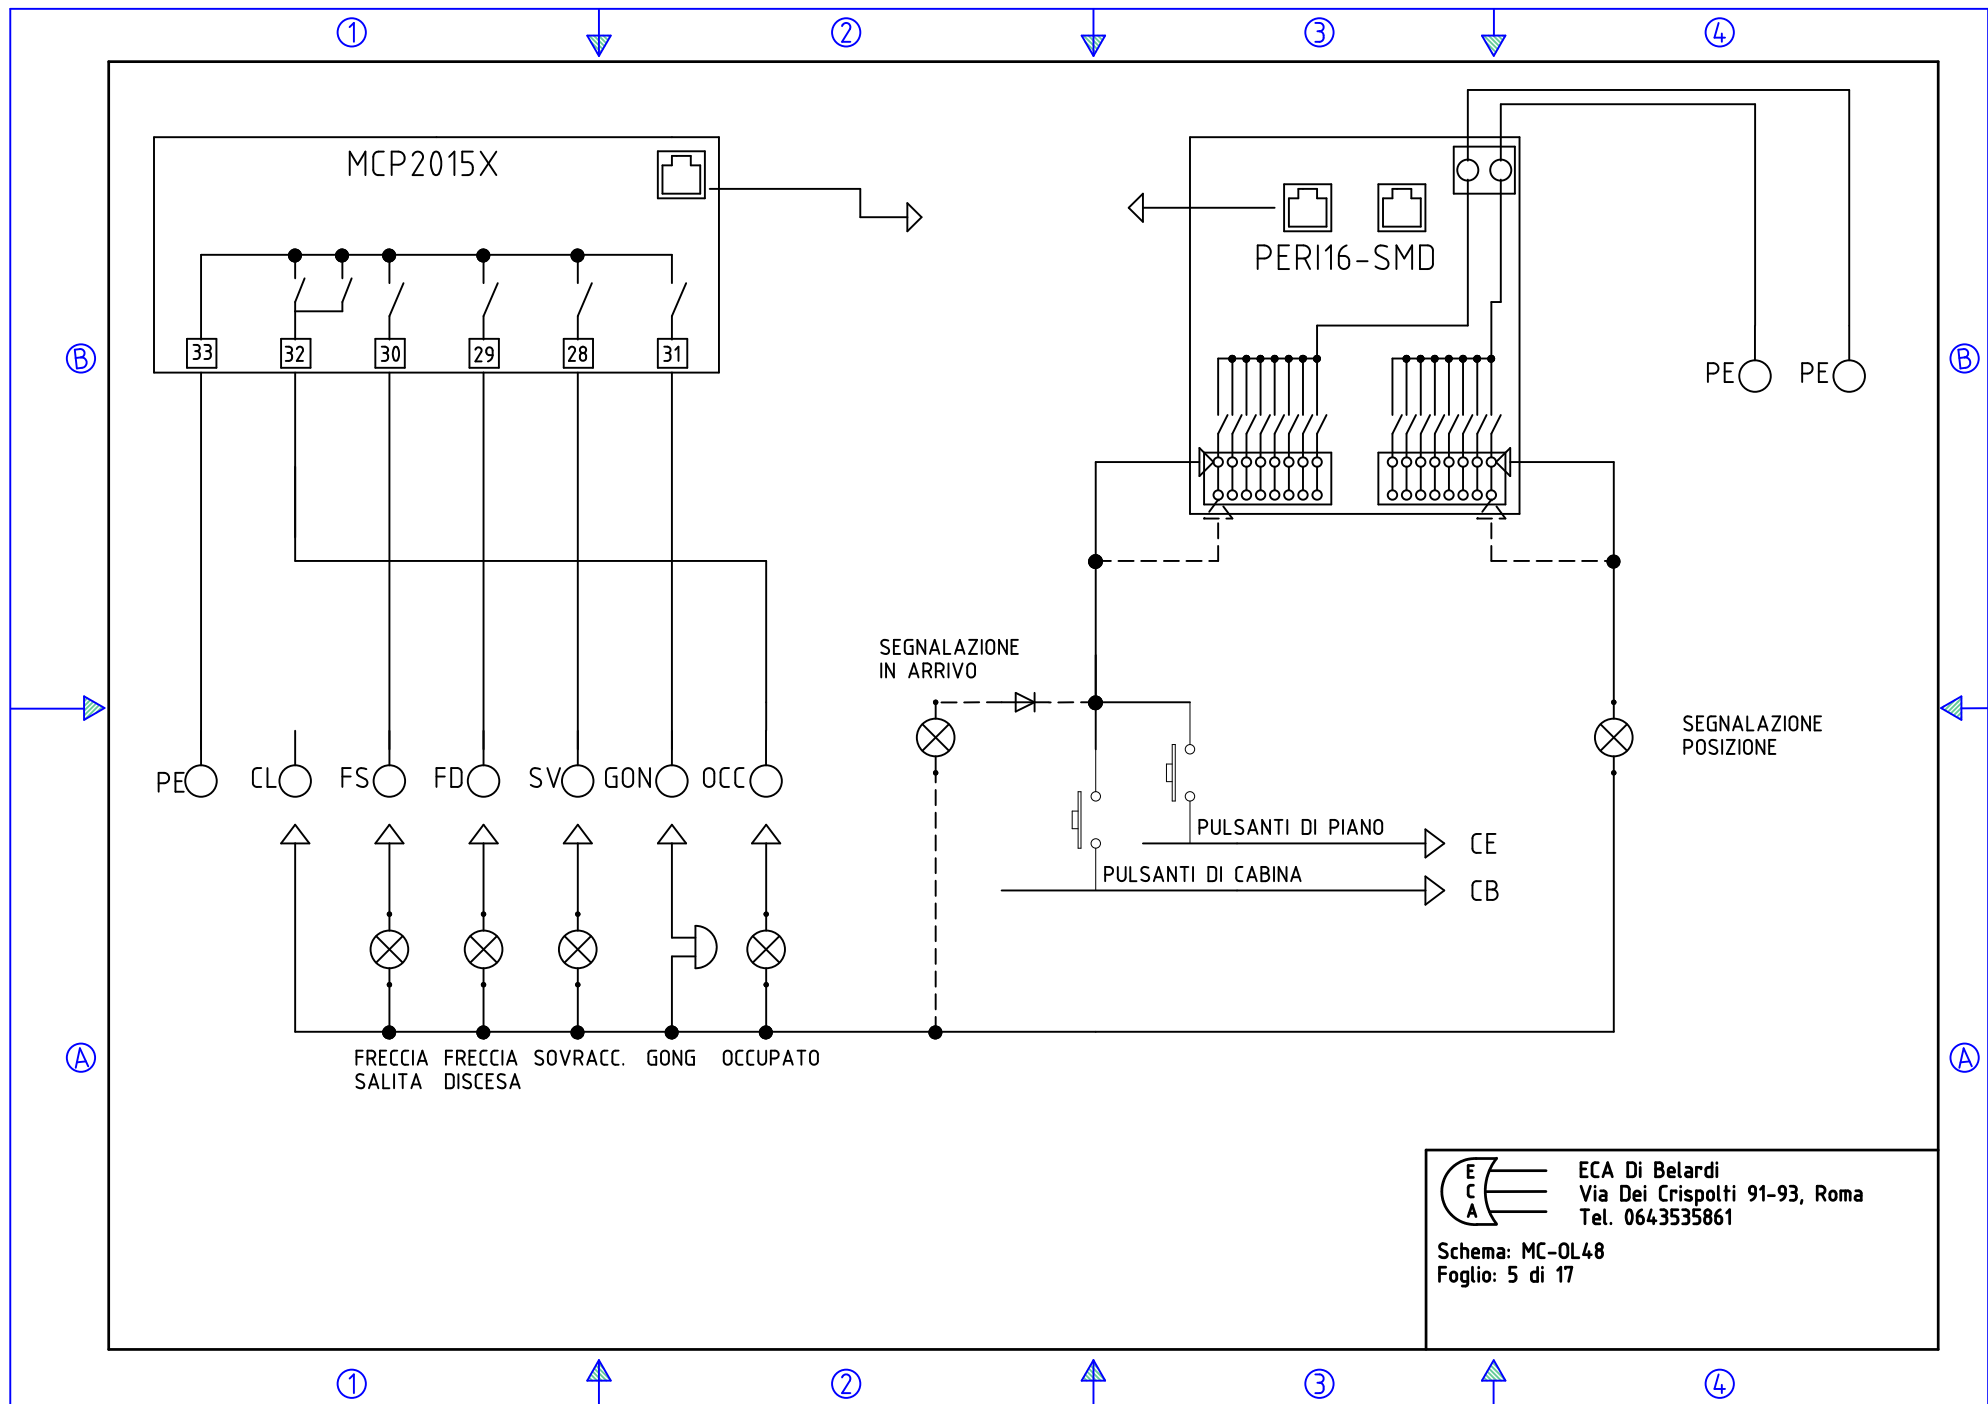 1 2 3 4
MCP2015X
PERI16-SMD
33 32 30 29 28 31
B B
PE PE
SEGNALAZIONE
IN ARRIVO
SEGNALAZIONE
POSIZIONE
PE CL FS FD SV GON OCC
PULSANTI DI PIANO CE
PULSANTI DI CABINA CB
A A
FRECCIA
SALITA
FRECCIA
DISCESA
SOVRACC.
GONG
OCCUPATO
E
C
A
ECA Di Belardi
Via Dei Crispolti 91-93, Roma
Tel. 0643535861
Schema: MC-OL48
Foglio: 5 di 17
1 2 3 4